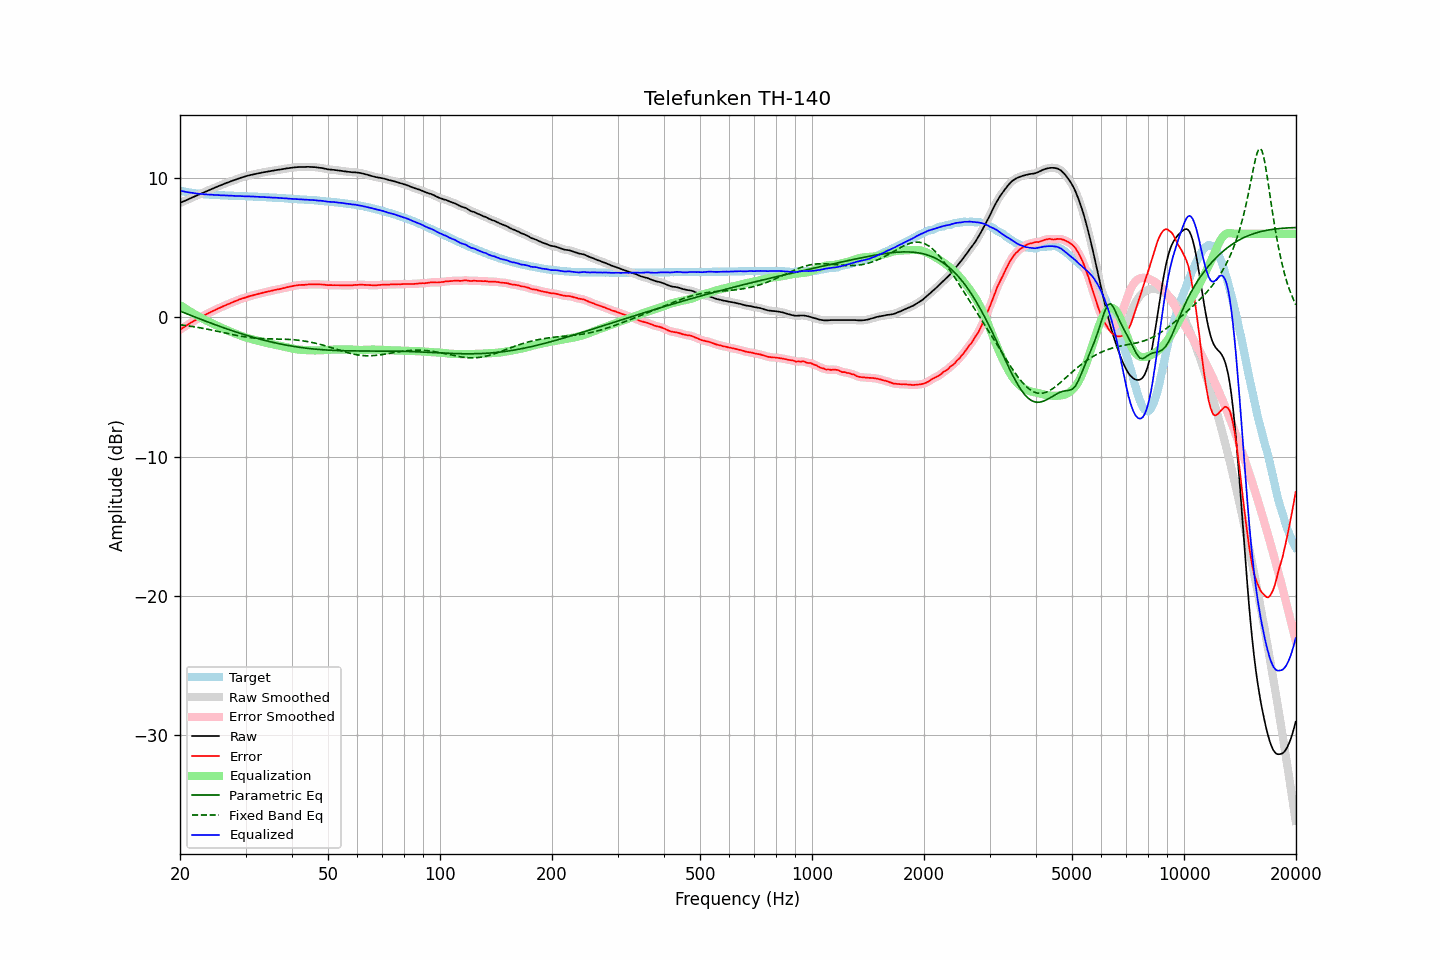 Telefunken TH-140
Amplitude (dBr)
10
0
−10
−20
−30
Target
Raw Smoothed
Error Smoothed
Raw
Error
Equalization
Parametric Eq
Fixed Band Eq
Equalized
20 50 100 200 500 1000 2000 5000 10000 20000
Frequency (Hz)